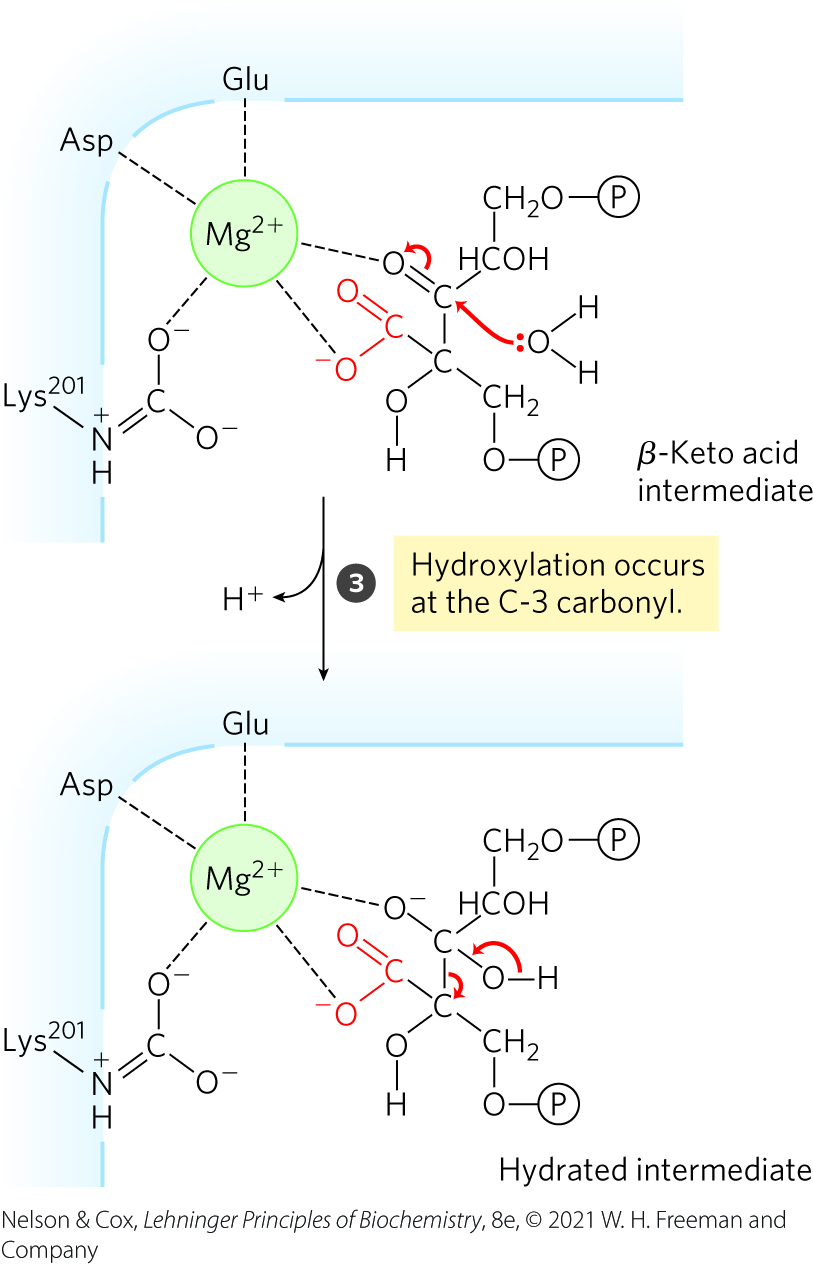 Glu
Asp
Mg2+
CH2O P
O HCOH
O C H
C O
−O C H
O− O CH2
Lys201 C
+
N O− H O P
H
β-Keto acid
intermediate
H+ 3 Hydroxylation occurs
at the C-3 carbonyl.
Glu
Asp
Mg2+
CH2O P
O− HCOH
O C
C O H
−O C
O− O CH2
Lys201 C
+
N O− H O P
H
Hydrated intermediate
Nelson & Cox, Lehninger Principles of Biochemistry, 8e, © 2021 W. H. Freeman and
Company